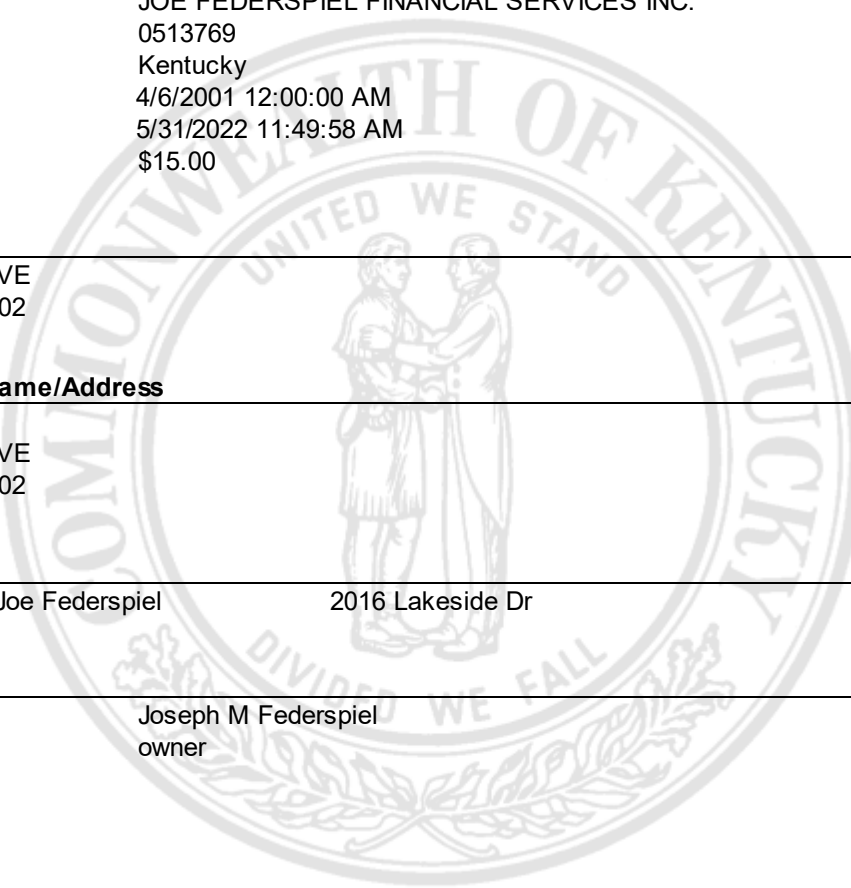 JOE FEDERSPIEL FINANCIAL SERVICES INC.
0513769
Kentucky
4/6/2001 12:00:00 AM
5/31/2022 11:49:58 AM
$15.00
VE
02
ame/Address
VE
02
Joe Federspiel 2016 Lakeside Dr
Joseph M Federspiel
owner
COMMONWEALTH OF KENTUCKY
UNITED WE STAND
DIVIDED WE FALL